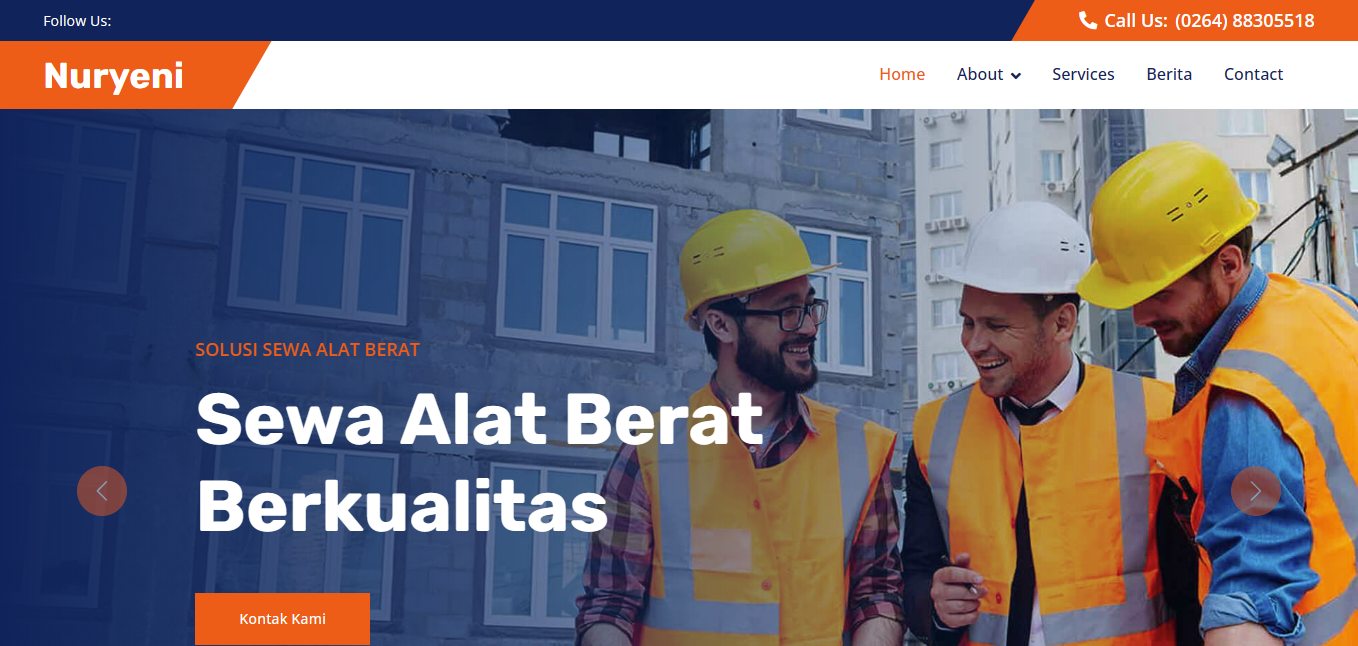 Follow Us:
Call Us: (0264) 88305518
Nuryeni
Home About Services Berita Contact
SOLUSI SEWA ALAT BERAT
Sewa Alat Berat
Berkualitas
Kontak Kami